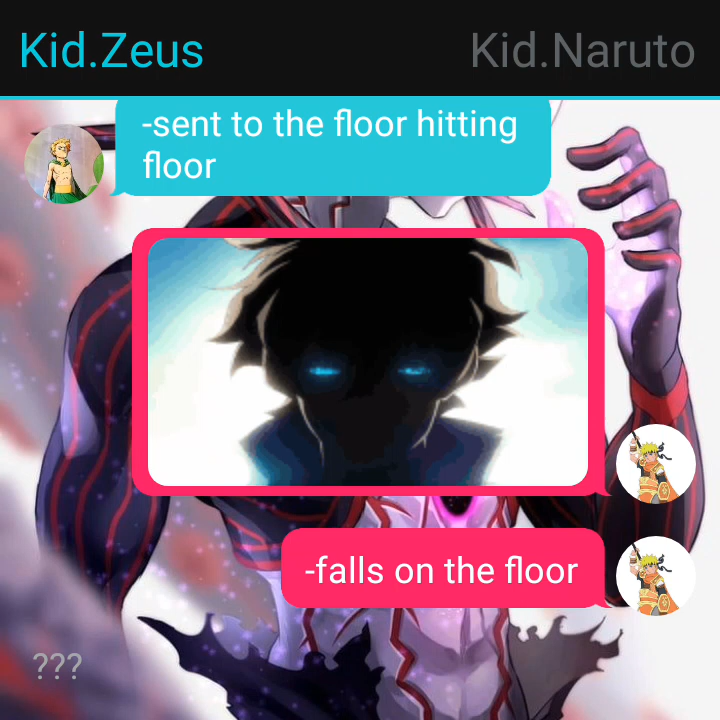 Kid.Zeus Kid.Naruto
-sent to the floor hitting
floor
-falls on the floor
???